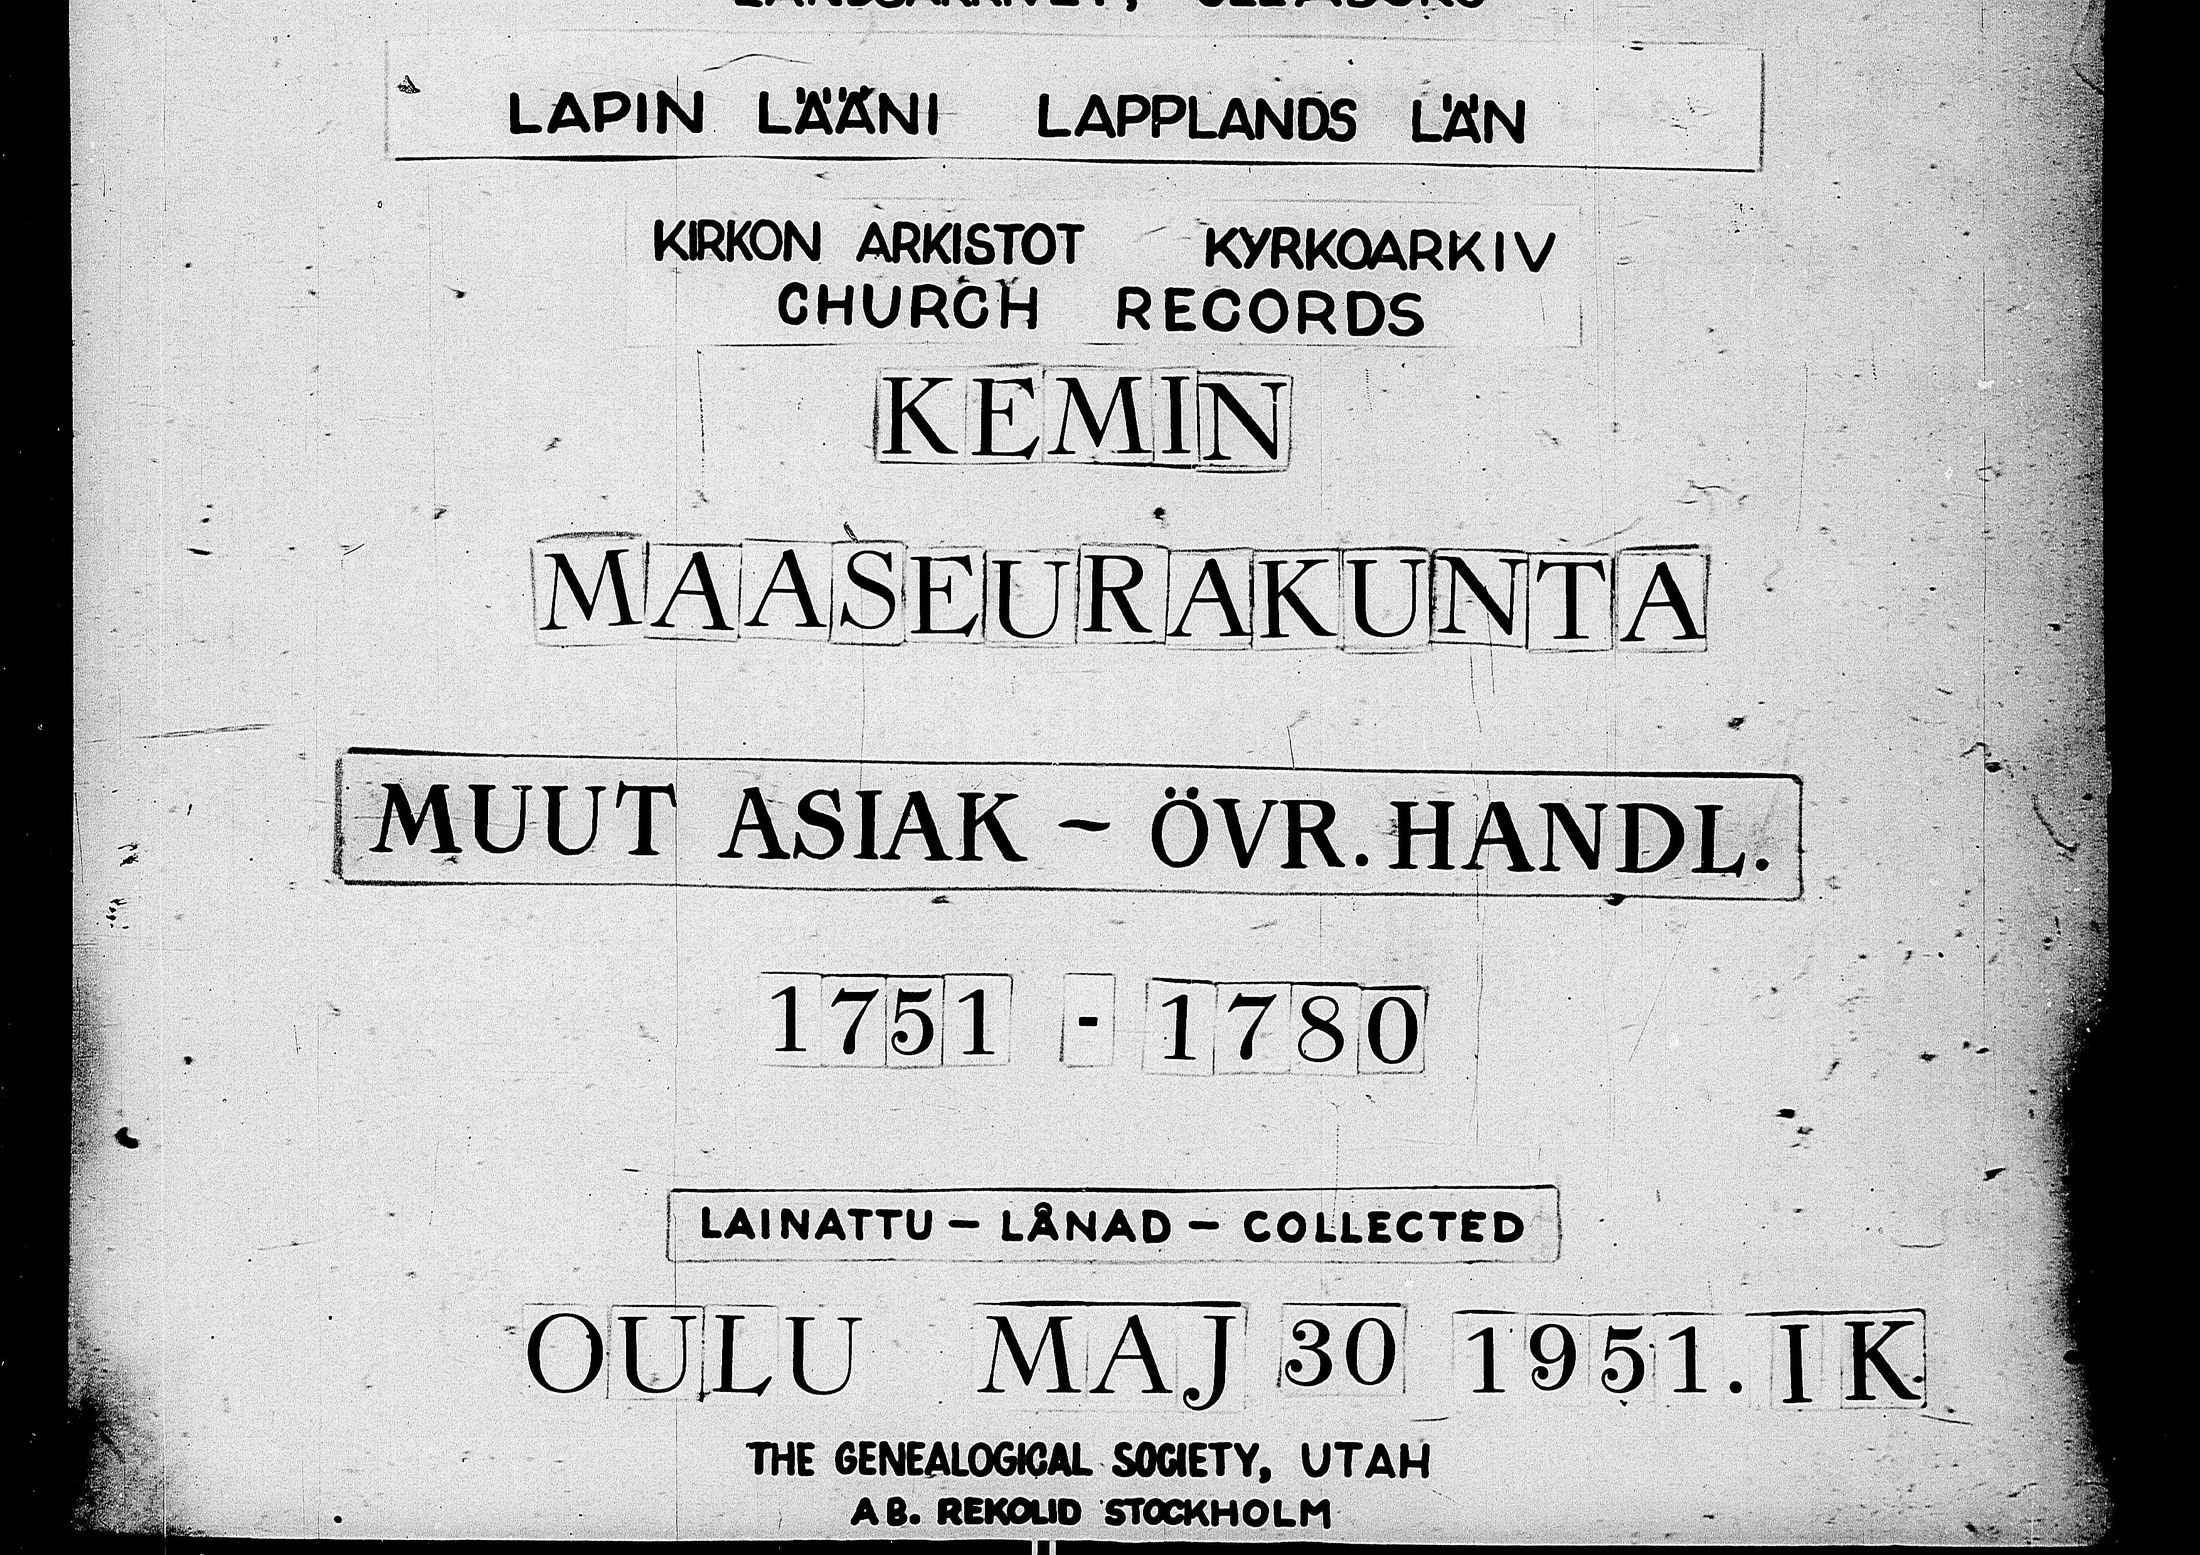 LAPIN LÄÄNI LAPPLANDS LÄN
KIRKON ARKISTOT KYRKOARKIV
CHURCH RECORDS
KEMIN
MAASEURAKUNTA
MUUT ASIAK - ÖVR. HANDL.
1751 - 1780
LAINATTU - LÅNAD - COLLECTED
OULU MAJ 30 1951. IK
THE GENEALOGICAL SOCIETY, UTAH
AB. REKOLID STOCKHOLM